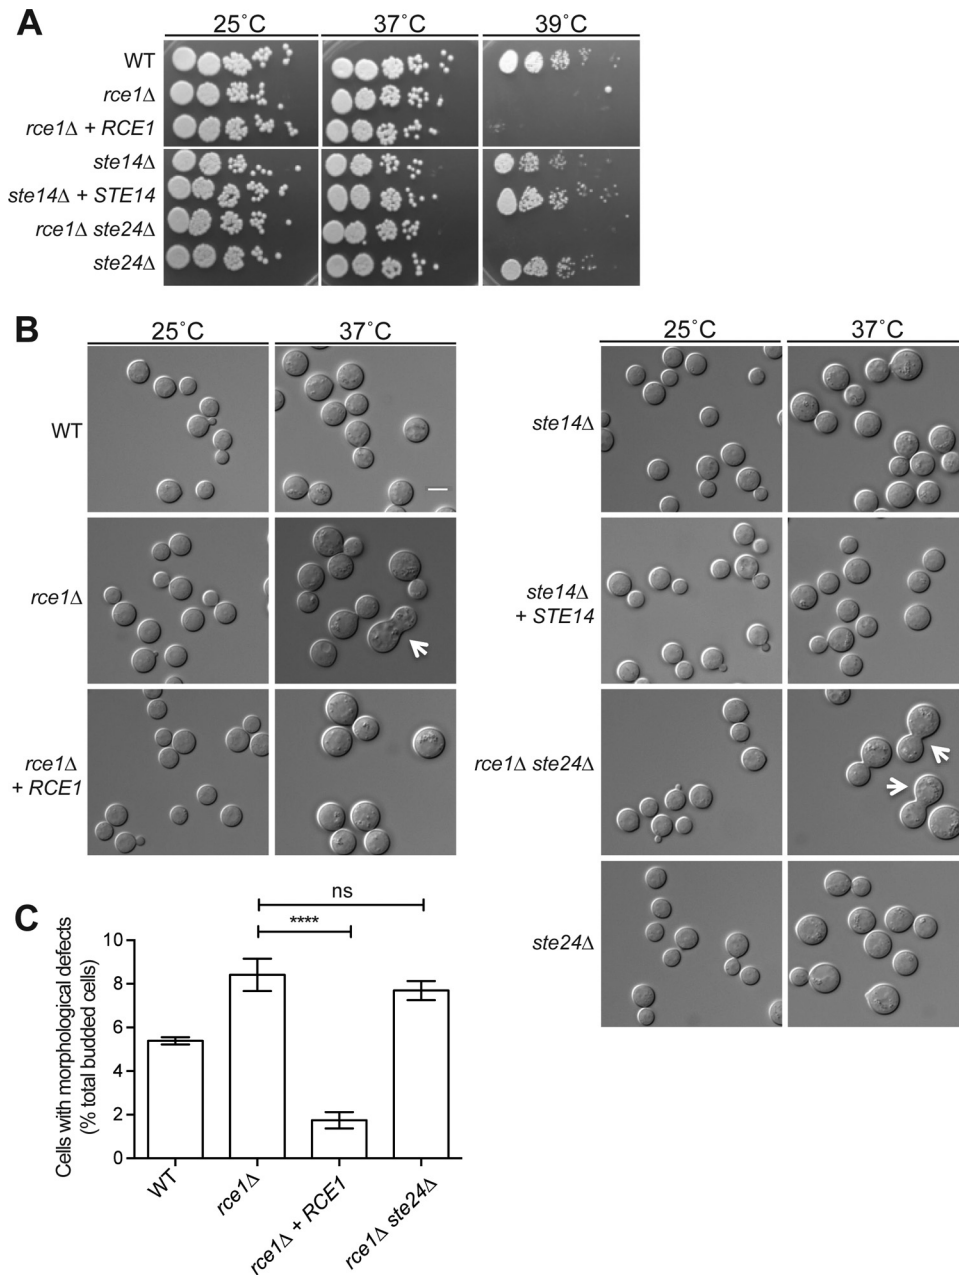 A
25˚C 37˚C 39˚C
WT
rce1Δ
rce1Δ + RCE1
ste14Δ
ste14Δ + STE14
rce1Δ ste24Δ
ste24Δ
B
25˚C 37˚C
WT
rce1Δ
rce1Δ
+ RCE1
25˚C 37˚C
ste14Δ
ste14Δ
+ STE14
rce1Δ ste24Δ
ste24Δ
C
ns
****
Cells with morphological defects
(% total budded cells)
10
8
6
4
2
0
WT
rce1Δ
rce1Δ + RCE1
rce1Δ ste24Δ